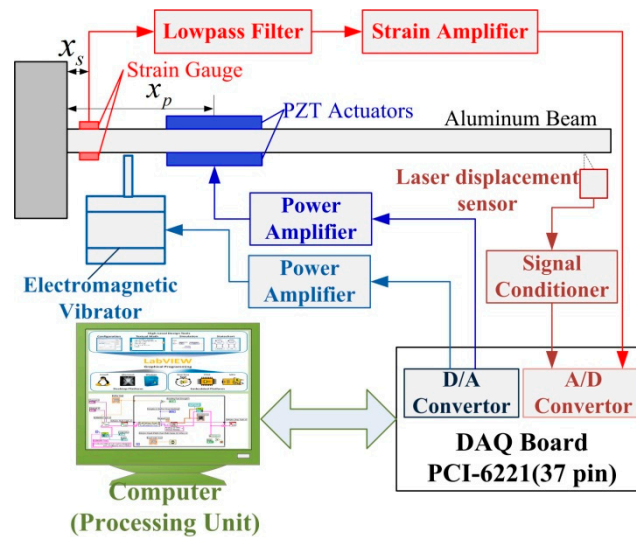 x_s
Lowpass Filter
Strain Amplifier
Strain Gauge
x_p
PZT Actuators
Aluminum Beam
Laser displacement
sensor
Power
Amplifier
Power
Amplifier
Signal
Conditioner
Electromagnetic
Vibrator
LabVIEW
D/A
Convertor
A/D
Convertor
DAQ Board
PCI-6221(37 pin)
Computer
(Processing Unit)